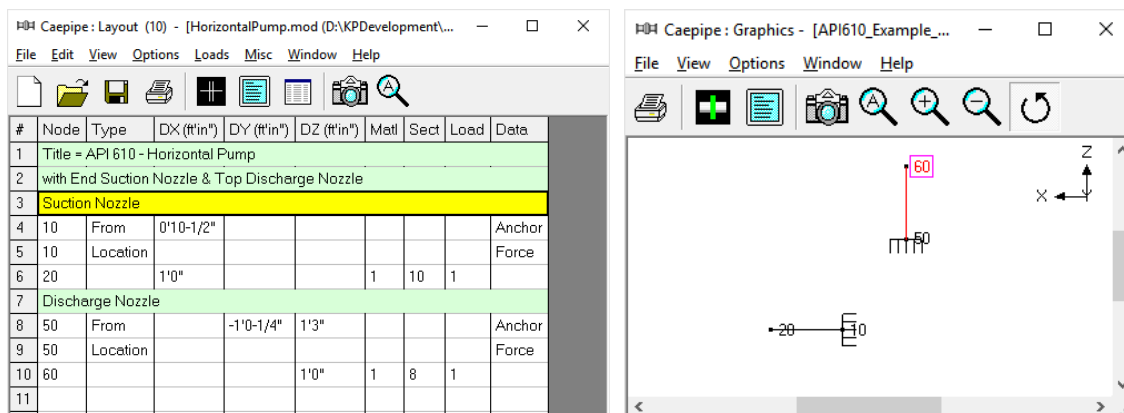 Caepipe : Layout (10) - [HorizontalPump.mod (D:\KPDevelopment\...
File Edit View Options Loads Misc Window Help
# Node Type DX (ft'in") DY (ft'in") DZ (ft'in") Matl Sect Load Data
1 Title = API 610 - Horizontal Pump
2 with End Suction Nozzle & Top Discharge Nozzle
3 Suction Nozzle
4 10 From 0'10-1/2" Anchor
5 10 Location Force
6 20 1'0" 1 10 1
7 Discharge Nozzle
8 50 From -1'0-1/4" 1'3" Anchor
9 50 Location Force
10 60 1'0" 1 8 1
11
Caepipe : Graphics - [API610_Example_...
File View Options Window Help
60
Z
X
Y
50
20
10